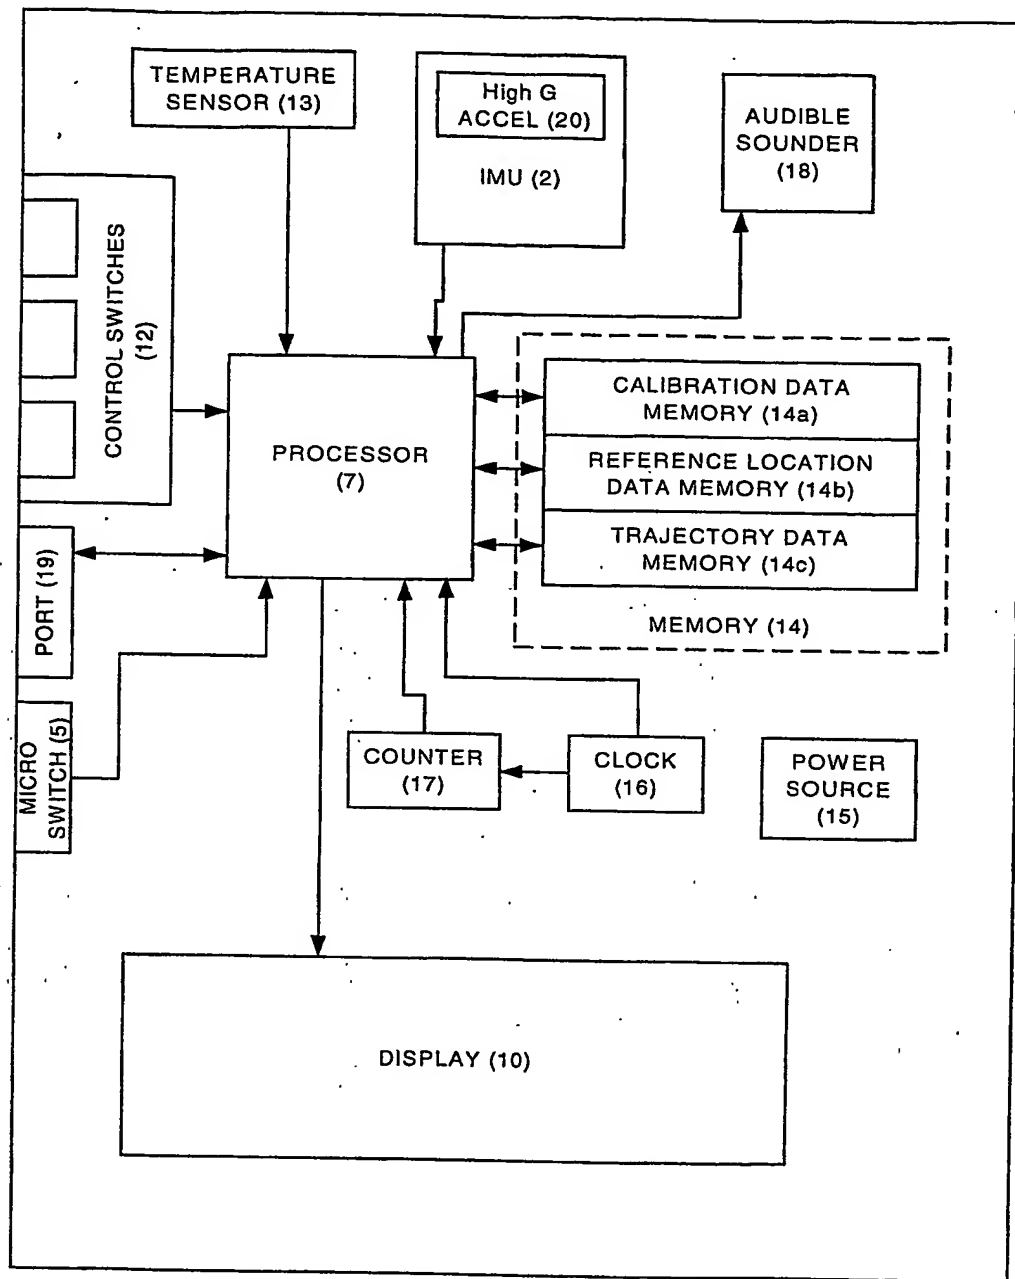 TEMPERATURE
SENSOR (13)
High G
ACCEL (20)
IMU (2)
AUDIBLE
SOUNDER
(18)
CONTROL SWITCHES
(12)
PROCESSOR
(7)
CALIBRATION DATA
MEMORY (14a)
REFERENCE LOCATION
DATA MEMORY (14b)
TRAJECTORY DATA
MEMORY (14c)
MEMORY (14)
PORT (19)
MICRO
SWITCH (5)
COUNTER
(17)
CLOCK
(16)
POWER
SOURCE
(15)
DISPLAY (10)